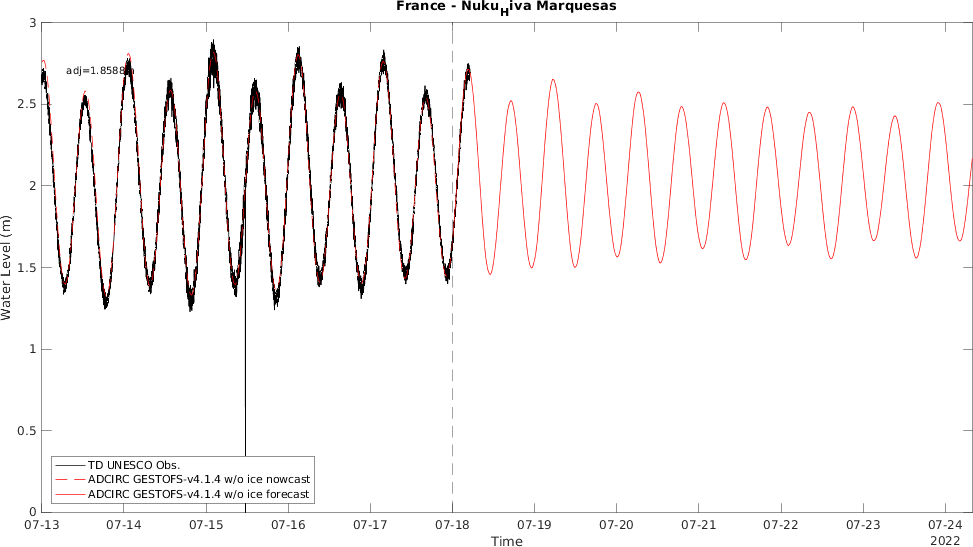 France - Nuku_Hiva Marquesas
3
2.5
2
1.5
1
0.5
0
Water Level (m)
adj=1.8588
TD UNESCO Obs.
ADCIRC GESTOFS-v4.1.4 w/o ice nowcast
ADCIRC GESTOFS-v4.1.4 w/o ice forecast
07-13 07-14 07-15 07-16 07-17 07-18 07-19 07-20 07-21 07-22 07-23 07-24
Time
2022